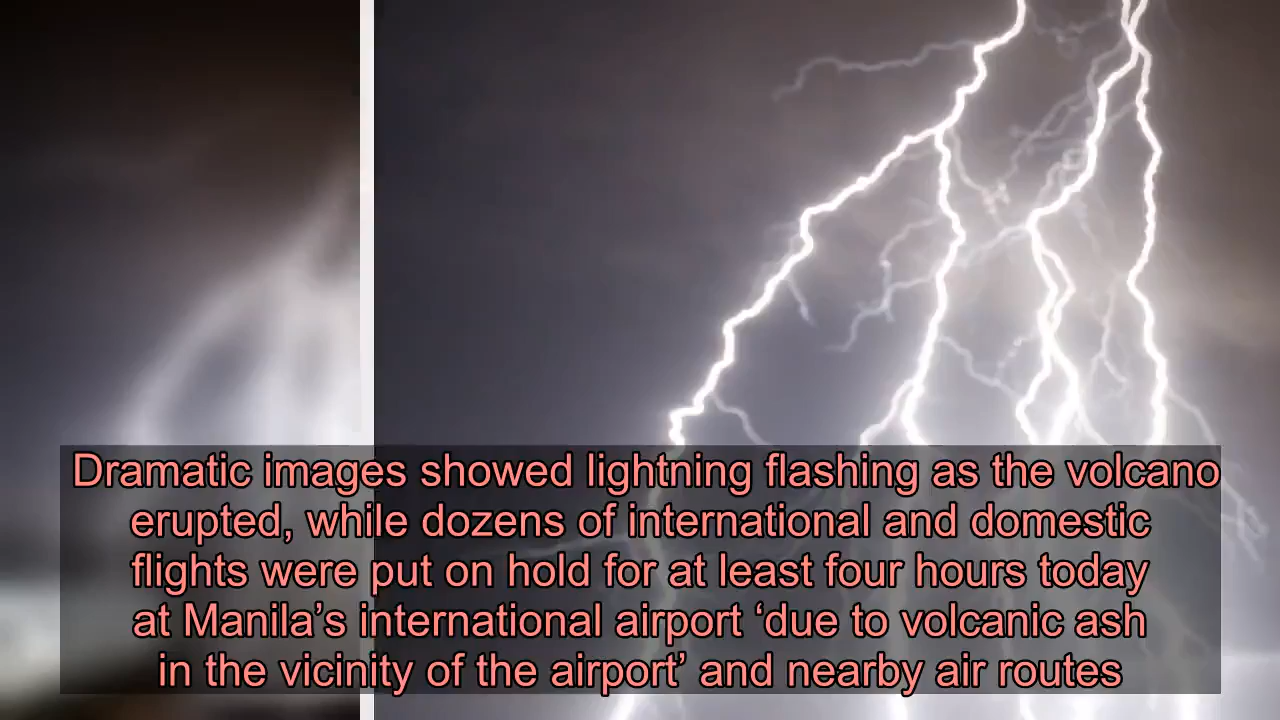 Dramatic images showed lightning flashing as the volcano
erupted, while dozens of international and domestic
flights were put on hold for at least four hours today
at Manila’s international airport ‘due to volcanic ash
in the vicinity of the airport’ and nearby air routes